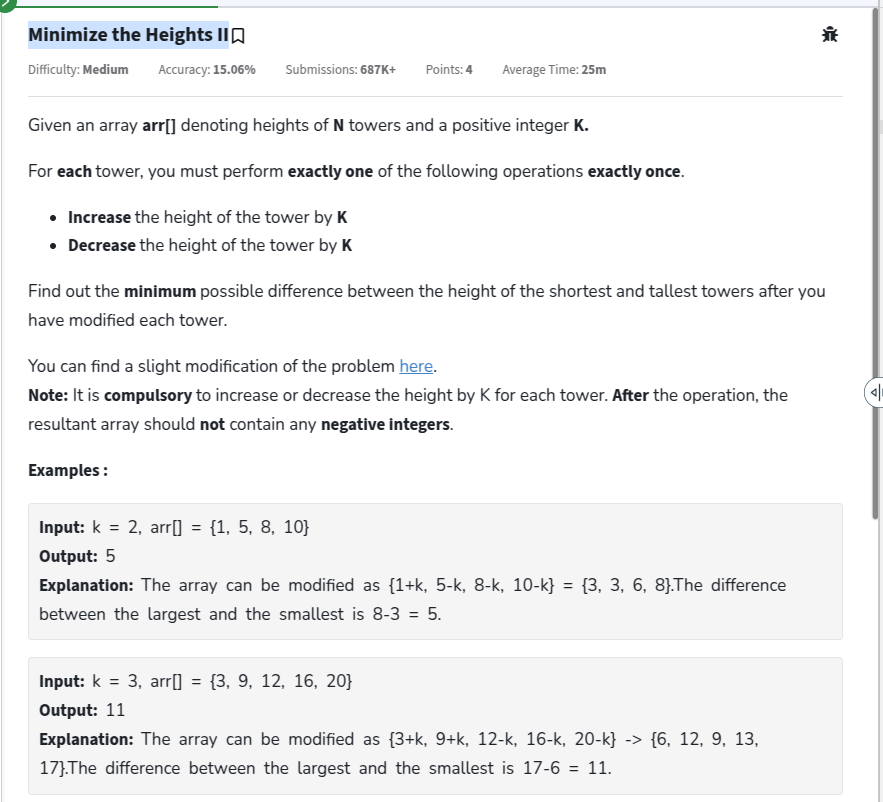 Minimize the Heights II
Difficulty: Medium Accuracy: 15.06% Submissions: 687K+ Points: 4 Average Time: 25m
Given an array arr[] denoting heights of N towers and a positive integer K.
For each tower, you must perform exactly one of the following operations exactly once.
• Increase the height of the tower by K
• Decrease the height of the tower by K
Find out the minimum possible difference between the height of the shortest and tallest towers after you
have modified each tower.
You can find a slight modification of the problem here.
Note: It is compulsory to increase or decrease the height by K for each tower. After the operation, the
resultant array should not contain any negative integers.
Examples :
Input: k = 2, arr[] = {1, 5, 8, 10}
Output: 5
Explanation: The array can be modified as {1+k, 5-k, 8-k, 10-k} = {3, 3, 6, 8}.The difference
between the largest and the smallest is 8-3 = 5.
Input: k = 3, arr[] = {3, 9, 12, 16, 20}
Output: 11
Explanation: The array can be modified as {3+k, 9+k, 12-k, 16-k, 20-k} -> {6, 12, 9, 13,
17}.The difference between the largest and the smallest is 17-6 = 11.